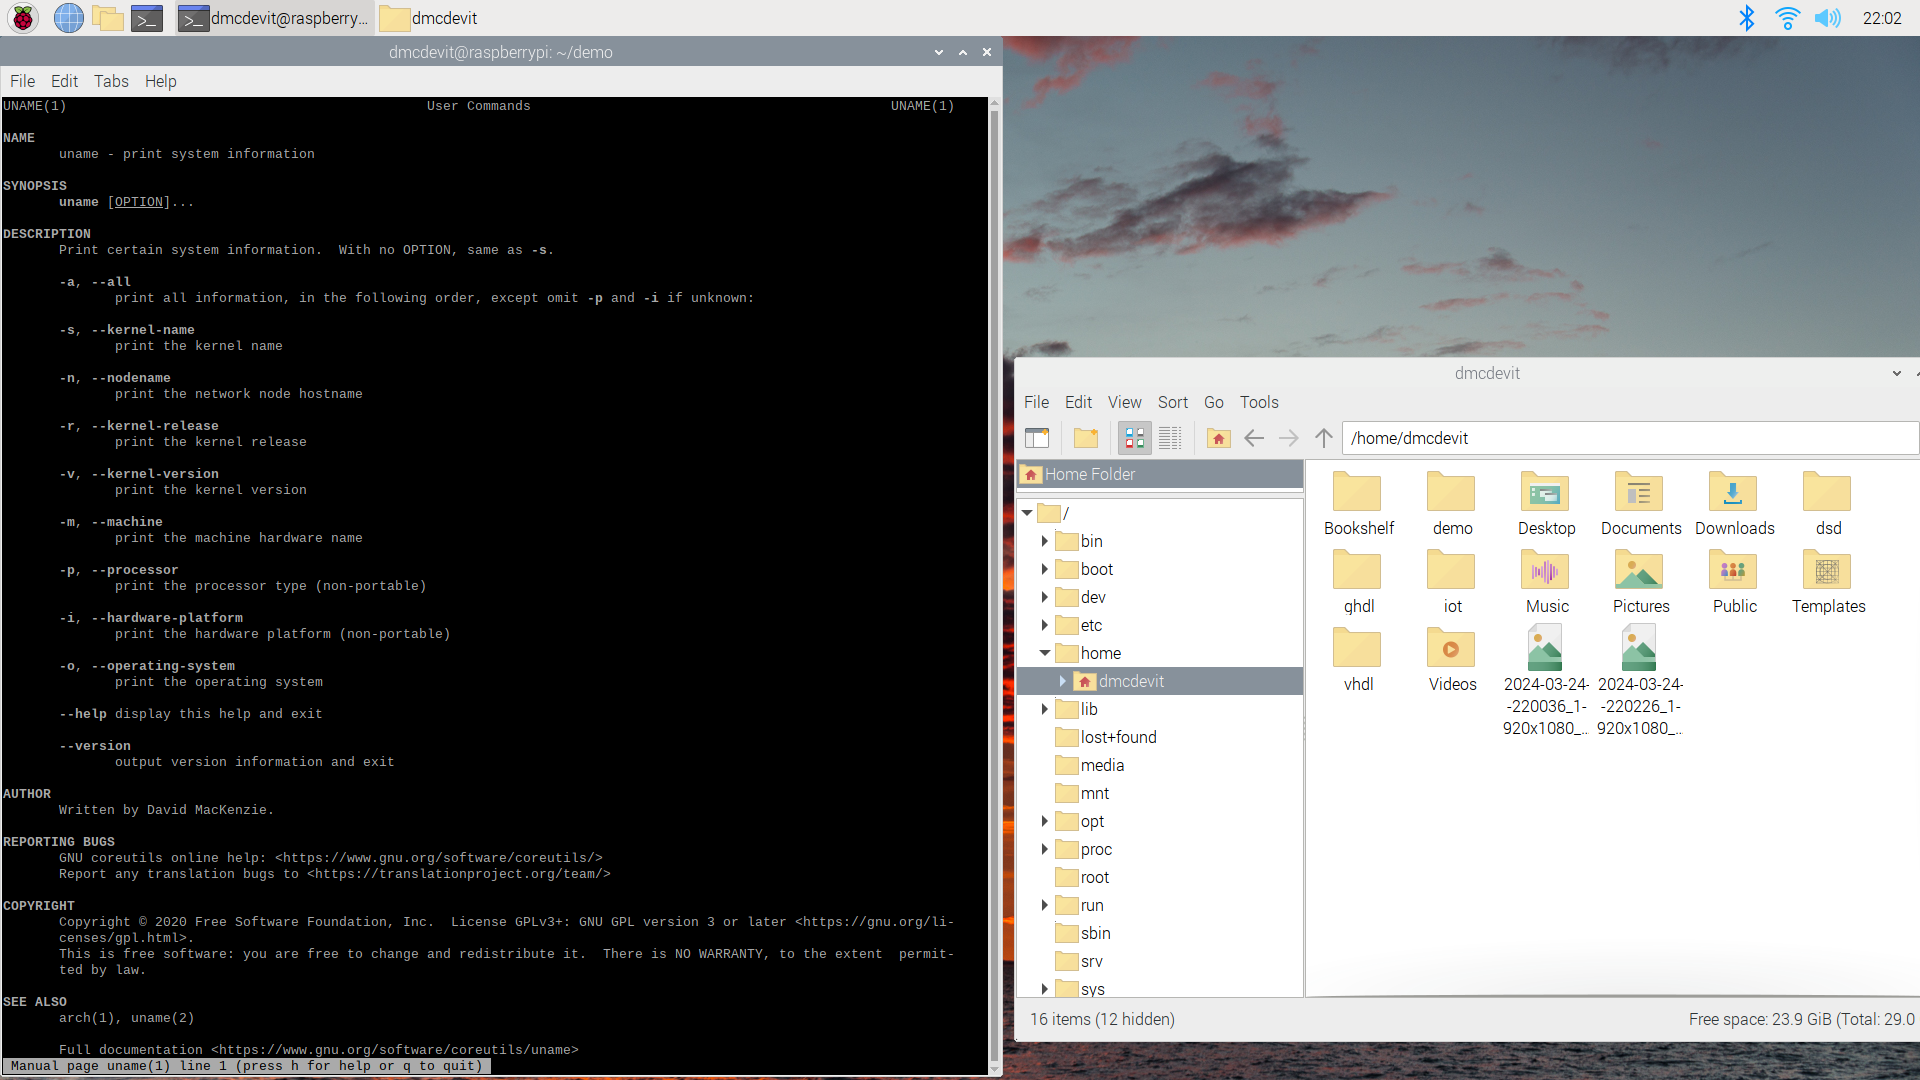 dmcdevit@raspberry... dmcdevit 22:02
dmcdevit@raspberrypi: ~/demo
File Edit Tabs Help
UNAME(1) User Commands UNAME(1)
NAME
uname - print system information
SYNOPSIS
uname [OPTION]...
DESCRIPTION
Print certain system information. With no OPTION, same as -s.
-a, --all
print all information, in the following order, except omit -p and -i if unknown:
-s, --kernel-name
print the kernel name
-n, --nodename
print the network node hostname
-r, --kernel-release
print the kernel release
-v, --kernel-version
print the kernel version
-m, --machine
print the machine hardware name
-p, --processor
print the processor type (non-portable)
-i, --hardware-platform
print the hardware platform (non-portable)
-o, --operating-system
print the operating system
--help display this help and exit
--version
output version information and exit
AUTHOR
Written by David MacKenzie.
REPORTING BUGS
GNU coreutils online help: <https://www.gnu.org/software/coreutils/>
Report any translation bugs to <https://translationproject.org/team/>
COPYRIGHT
Copyright © 2020 Free Software Foundation, Inc. License GPLv3+: GNU GPL version 3 or later <https://gnu.org/li-
censes/gpl.html>.
This is free software: you are free to change and redistribute it. There is NO WARRANTY, to the extent permit-
ted by law.
SEE ALSO
arch(1), uname(2)
Full documentation <https://www.gnu.org/software/coreutils/uname>
Manual page uname(1) line 1 (press h for help or q to quit)
dmcdevit
File Edit View Sort Go Tools
/home/dmcdevit
Home Folder
/
bin
boot
dev
etc
home
dmcdevit
lib
lost+found
media
mnt
opt
proc
root
run
sbin
srv
sys
Bookshelf demo Desktop Documents Downloads dsd
ghdl iot Music Pictures Public Templates
vhdl Videos 2024-03-24- 2024-03-24-
-220036_1- -220226_1-
920x1080_... 920x1080_...
16 items (12 hidden) Free space: 23.9 GiB (Total: 29.0